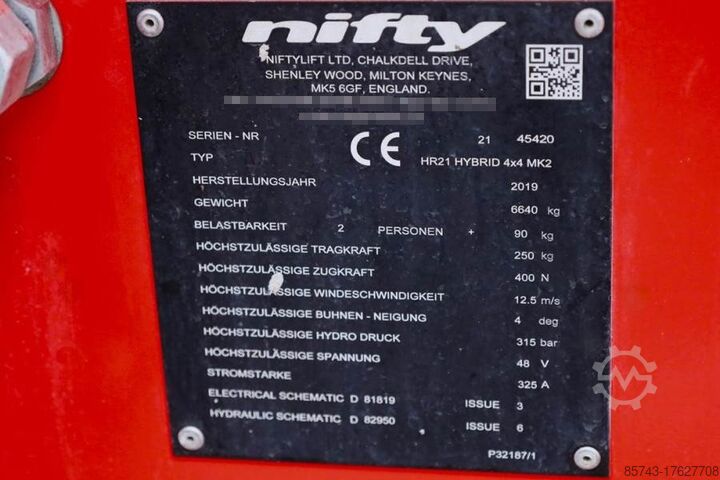 nifty
NIFTYLIFT LTD, CHALKDELL DRIVE,
SHENLEY WOOD, MILTON KEYNES,
MK5 6GF, ENGLAND.
SERIEN - NR 21 45420
CE
TYP HR21 HYBRID 4x4 MK2
HERSTELLUNGSJAHR 2019
GEWICHT 6640 kg
BELASTBARKEIT 2 PERSONEN + 90 kg
HÖCHSTZULÄSSIGE TRAGKRAFT 250 kg
HÖCHSTZULÄSSIGE ZUGKRAFT 400 N
HÖCHSTZULÄSSIGE WINDESCHWINDIGKEIT 12.5 m/s
HÖCHSTZULÄSSIGE BUHNEN - NEIGUNG 4 deg
HÖCHSTZULÄSSIGE HYDRO DRUCK 315 bar
HÖCHSTZULÄSSIGE SPANNUNG 48 V
STROMSTARKE 325 A
ELECTRICAL SCHEMATIC D 81819 ISSUE 3
HYDRAULIC SCHEMATIC D 82950 ISSUE 6
P32187/1
85743-17627708